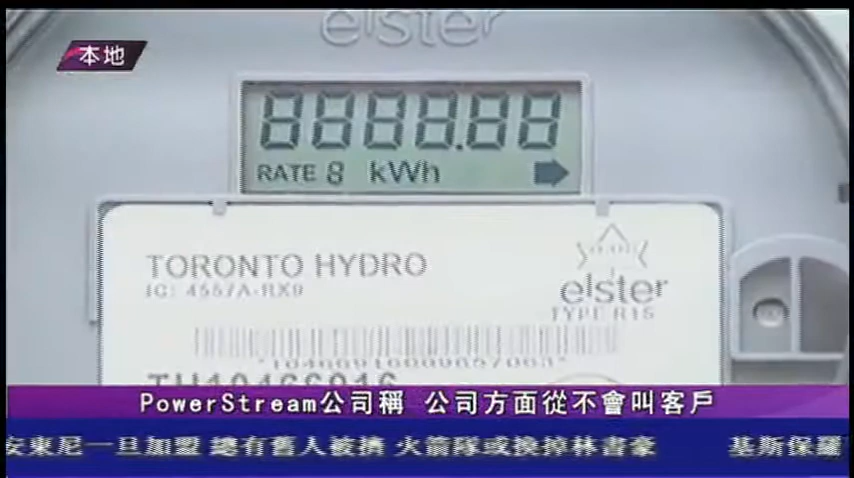 elster
本地
8888.88
RATE 8 kWh
TORONTO HYDRO
IC: 4557A-RX9
elster
TYPE R15
PowerStream公司稱 公司方面從不會叫客戶
安東尼一旦加盟 總有舊人被擠 火箭隊或換掉林書豪 基斯保羅